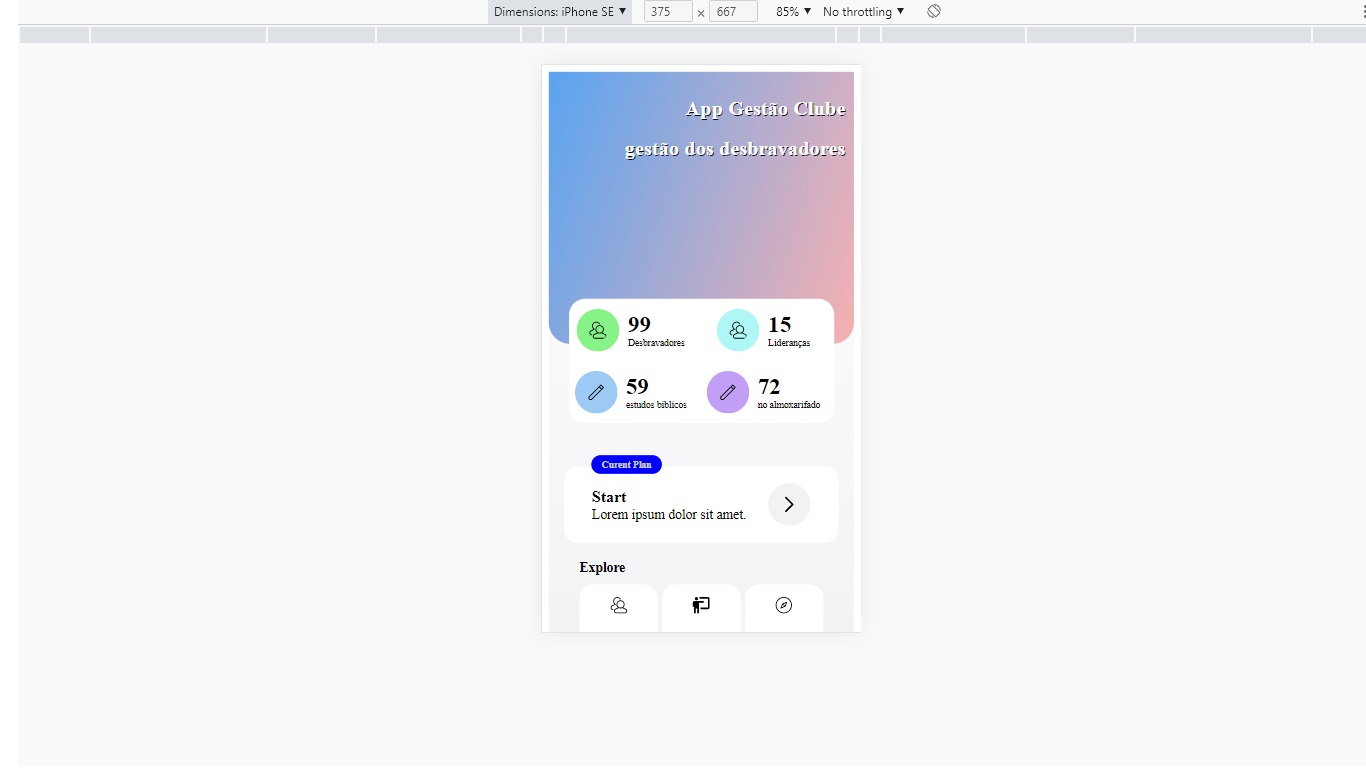 Dimensions: iPhone SE ▼ 375 × 667 85% ▼ No throttling ▼
App Gestão Clube
gestão dos desbravadores
99 15
Desbravadores Lideranças
59 72
estudos biblicos no almoxarifado
Curent Plan
Start
Lorem ipsum dolor sit amet.
Explore